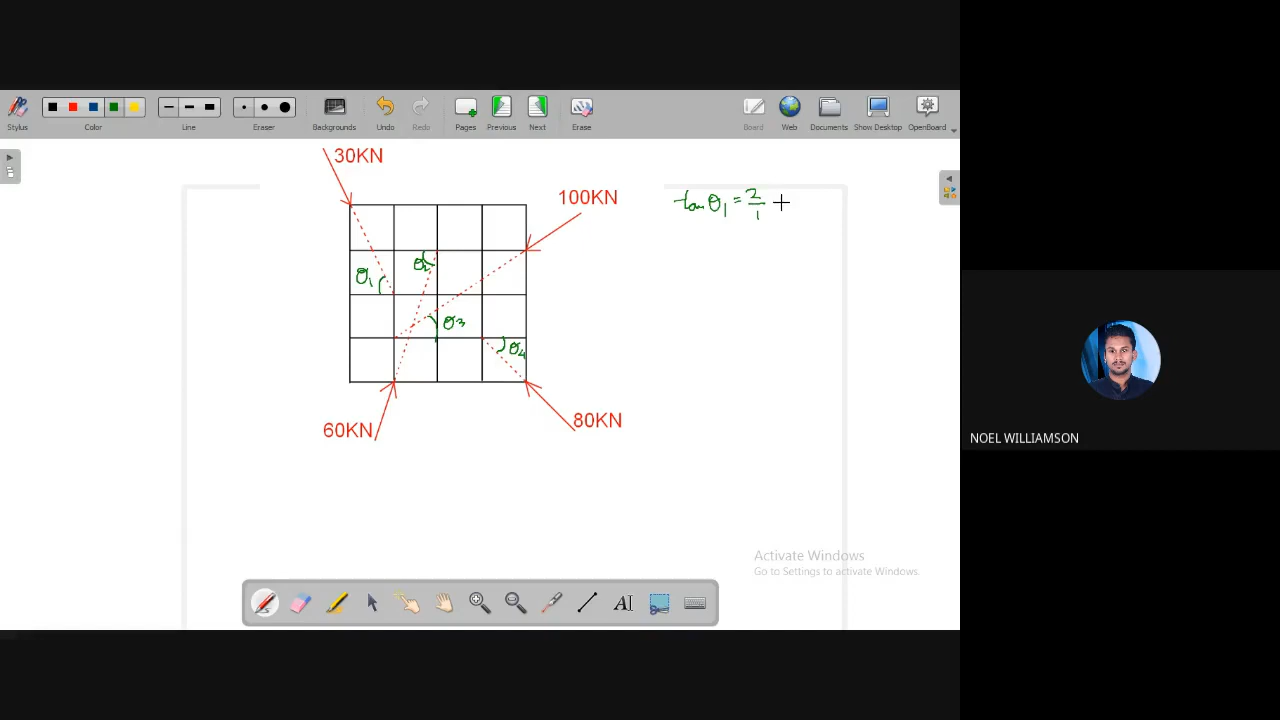 Stylus
Color
Line
Eraser
Backgrounds
Undo
Redo
Pages
Previous
Next
Erase
Board
Web
Documents
Show Desktop
OpenBoard
30KN
100KN
tan θ1 = 2/1
θ2
θ1
θ3
θ4
60KN
80KN
NOEL WILLIAMSON
Activate Windows
Go to Settings to activate Windows.
AI